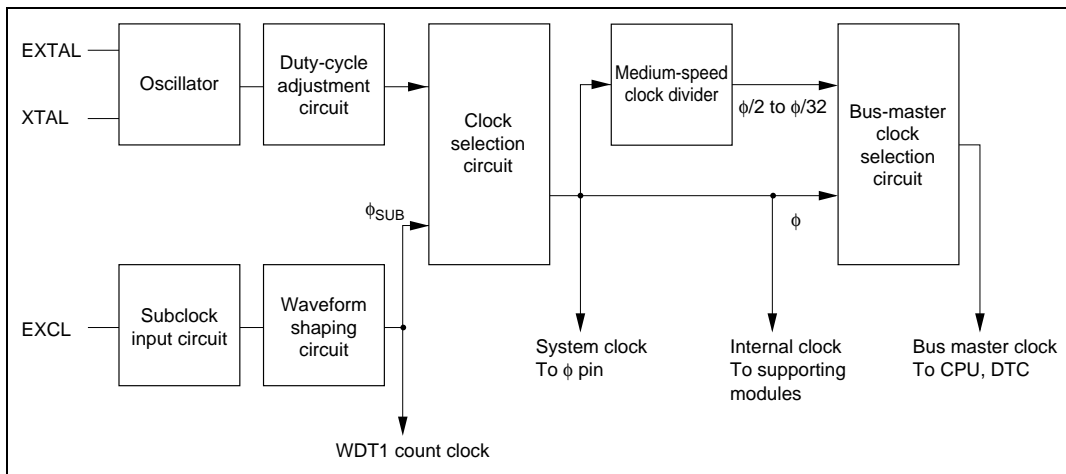 EXTAL
XTAL
Oscillator
Duty-cycle
adjustment
circuit
Clock
selection
circuit
Medium-speed
clock divider
ϕ/2 to ϕ/32
Bus-master
clock
selection
circuit
ϕSUB
ϕ
EXCL
Subclock
input circuit
Waveform
shaping
circuit
WDT1 count clock
System clock
To ϕ pin
Internal clock
To supporting
modules
Bus master clock
To CPU, DTC